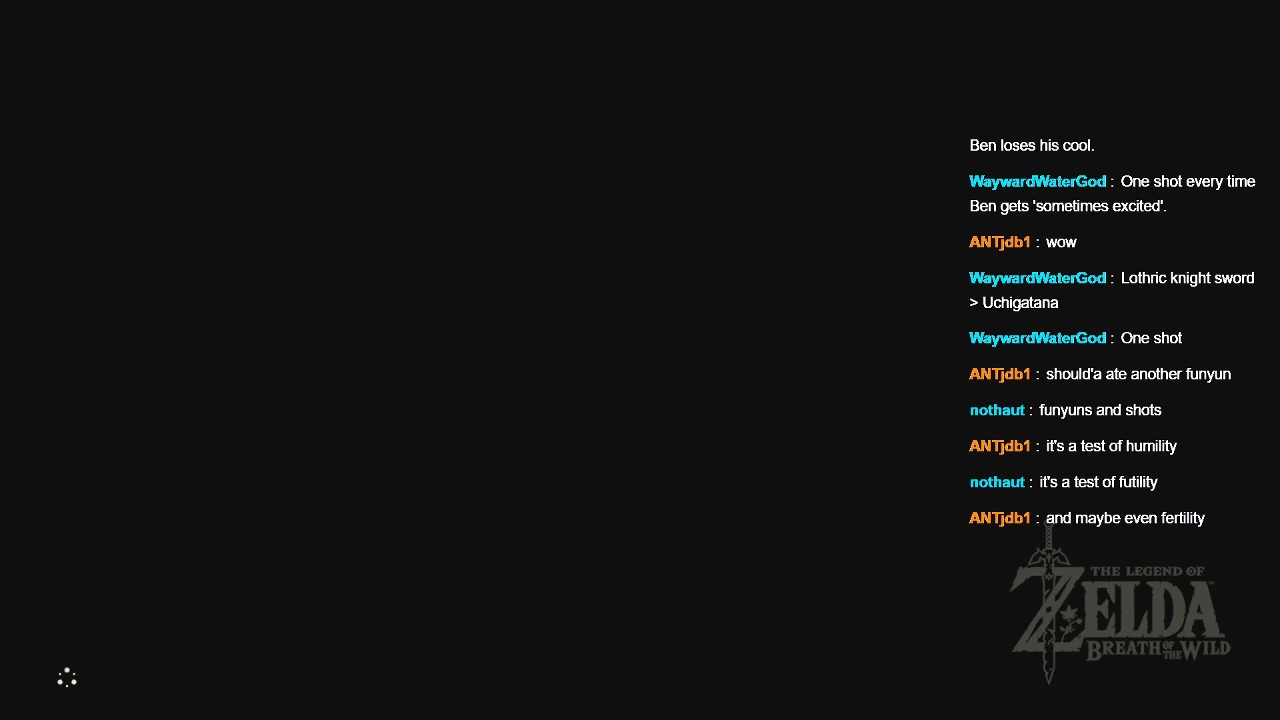 Ben loses his cool.
WaywardWaterGod : One shot every time
Ben gets 'sometimes excited'.
ANTjdb1 : wow
WaywardWaterGod : Lothric knight sword
> Uchigatana
WaywardWaterGod : One shot
ANTjdb1 : should'a ate another funyun
nothaut : funyuns and shots
ANTjdb1 : it's a test of humility
nothaut : it's a test of futility
ANTjdb1 : and maybe even fertility
THE LEGEND OF
ZELDA
BREATH OF THE WILD